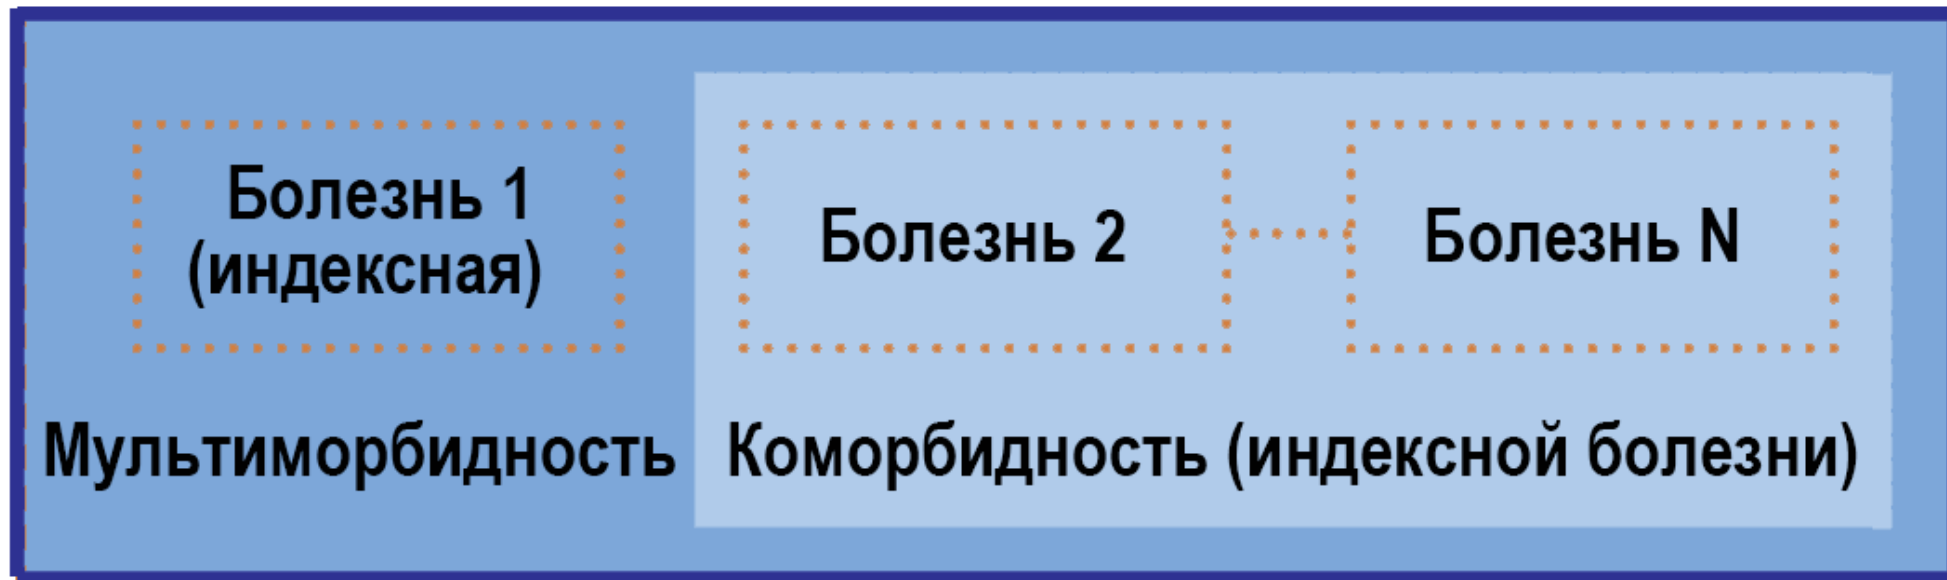 Болезнь 1
(индексная)
Болезнь 2
Болезнь N
Мультиморбидность
Коморбидность (индексной болезни)